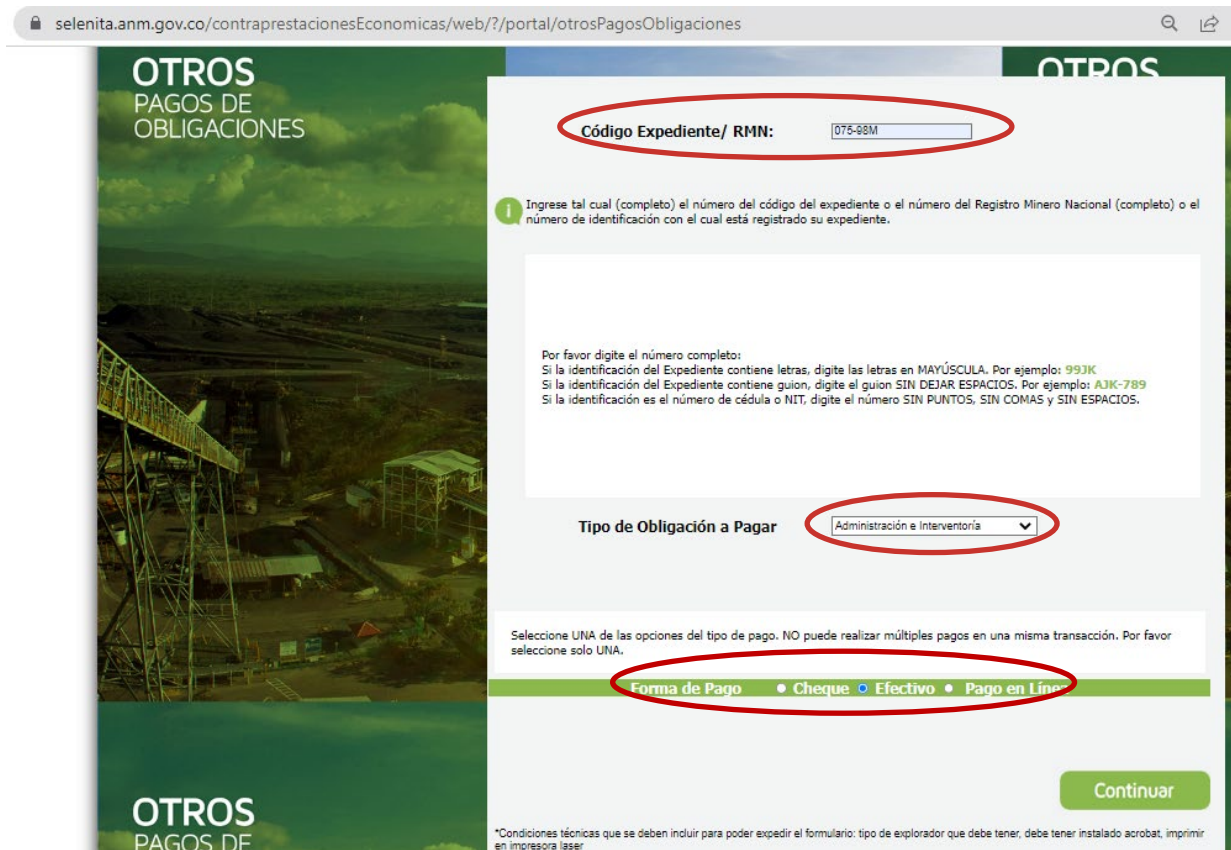 selenita.anm.gov.co/contraprestacionesEconomicas/web/?/portal/otrosPagosObligaciones
OTROS
PAGOS DE
OBLIGACIONES
OTROS
Código Expediente/ RMN:
075-98M
Ingrese tal cual (completo) el número del código del expediente o el número del Registro Minero Nacional (completo) o el
número de identificación con el cual está registrado su expediente.
Por favor digite el número completo:
Si la identificación del Expediente contiene letras, digite las letras en MAYÚSCULA. Por ejemplo: 99JK
Si la identificación del Expediente contiene guion, digite el guion SIN DEJAR ESPACIOS. Por ejemplo: AJK-789
Si la identificación es el número de cédula o NIT, digite el número SIN PUNTOS, SIN COMAS y SIN ESPACIOS.
Tipo de Obligación a Pagar
Administración e Interventoría
Seleccione UNA de las opciones del tipo de pago. NO puede realizar múltiples pagos en una misma transacción. Por favor
seleccione solo UNA.
Forma de Pago Cheque Efectivo Pago en Línea
Continuar
OTROS
PAGOS DE
*Condiciones técnicas que se deben incluir para poder expedir el formulario: tipo de explorador que debe tener, debe tener instalado acrobat, imprimir
en impresora laser